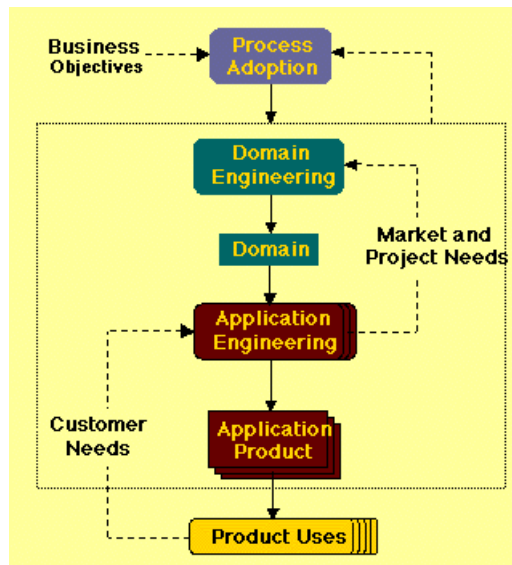 Business
Objectives
Process
Adoption
Domain
Engineering
Domain
Market and
Project Needs
Application
Engineering
Customer
Needs
Application
Product
Product Uses